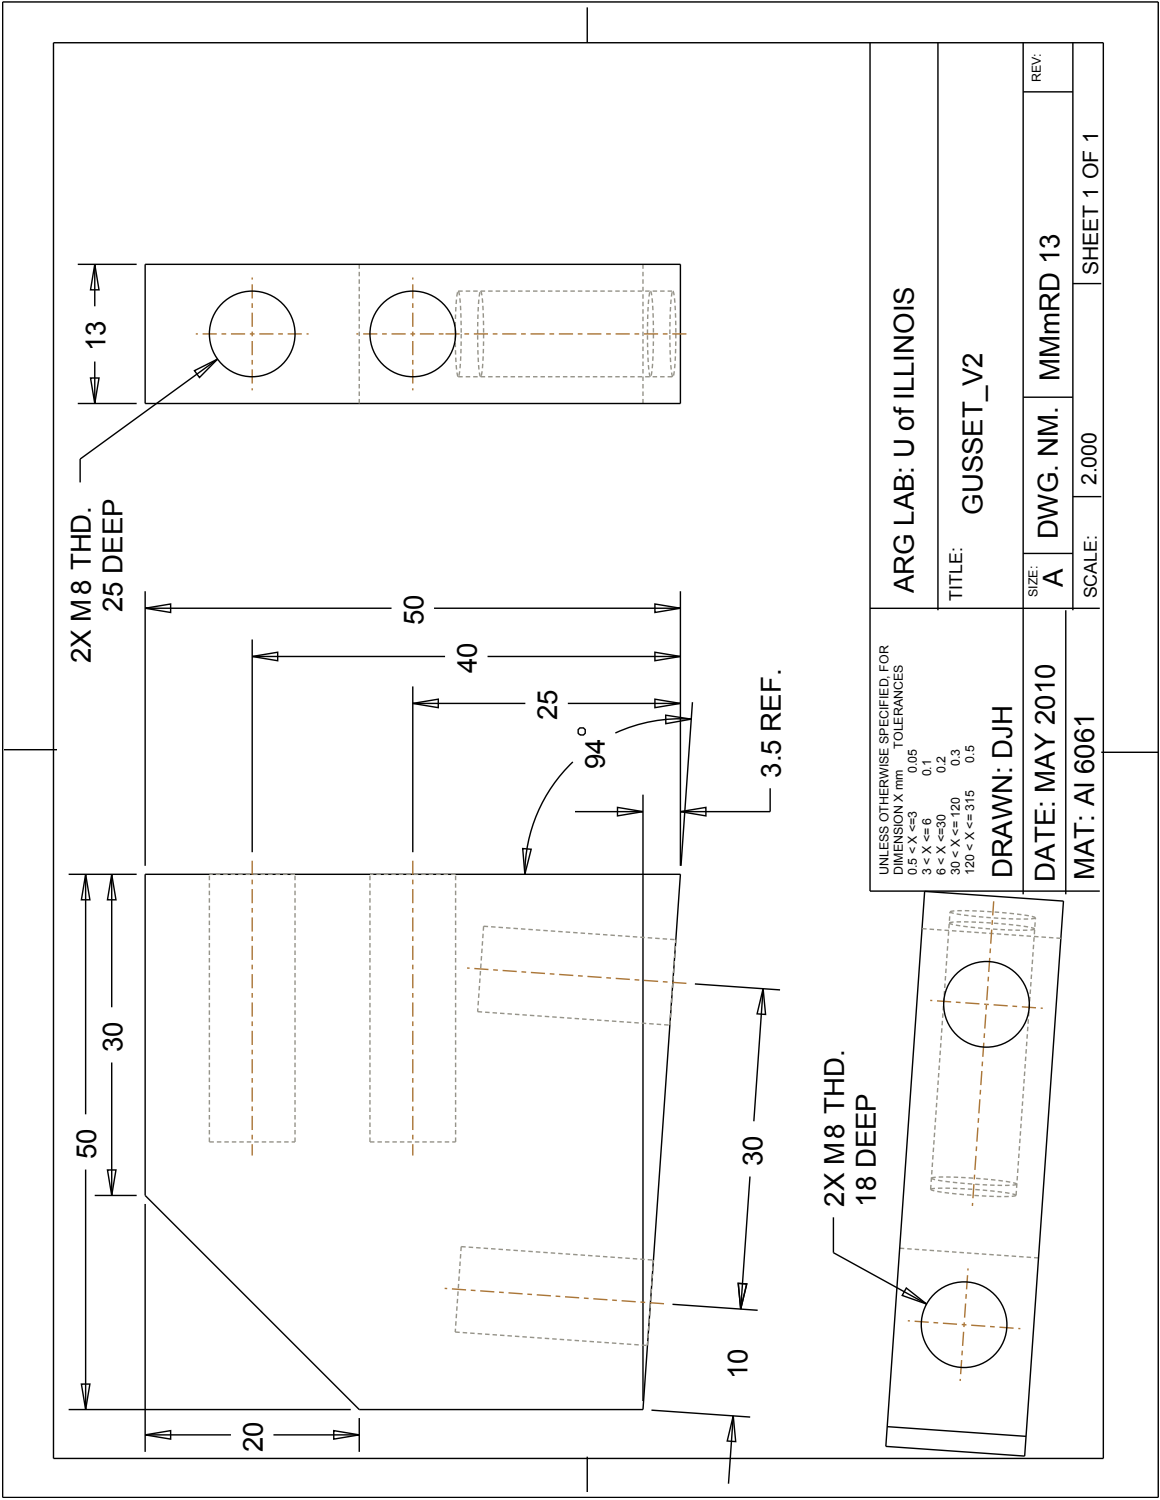 2X M8 THD.
25 DEEP
13
50
30
20
50
40
25
94°
3.5 REF.
30
10
2X M8 THD.
18 DEEP
UNLESS OTHERWISE SPECIFIED, FOR
DIMENSION X mm TOLERANCES
0.5 < X <=3 0.05
3 < X <= 6 0.1
6 < X <=30 0.2
30 < X <= 120 0.3
120 < X <= 315 0.5
DRAWN: DJH
DATE: MAY 2010
MAT: Al 6061
ARG LAB: U of ILLINOIS
TITLE: GUSSET_V2
SIZE: A
DWG. NM. MMmRD 13
REV:
SCALE: 2.000
SHEET 1 OF 1